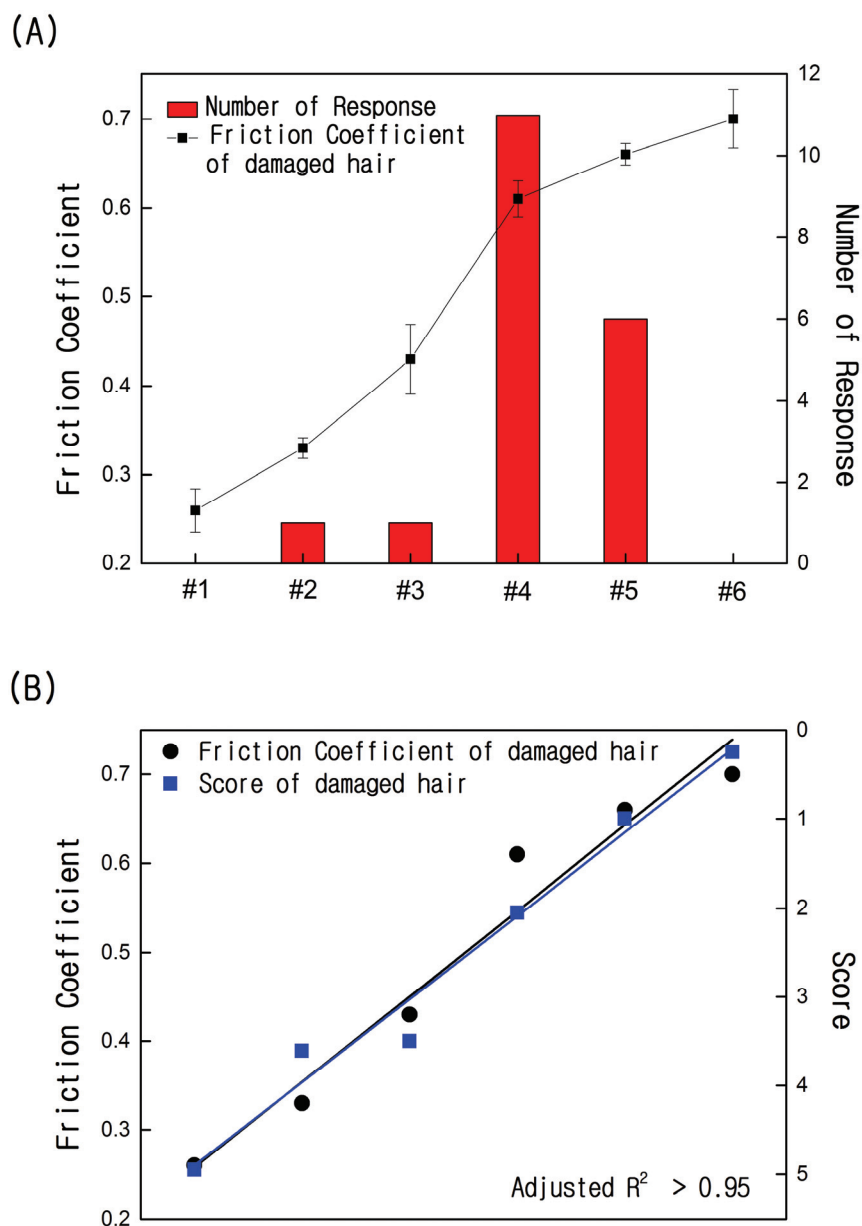 (A)
Number of Response
Friction Coefficient
of damaged hair
Friction Coefficient
0.7
0.6
0.5
0.4
0.3
0.2
12
10
8
6
4
2
0
Number of Response
#1 #2 #3 #4 #5 #6
(B)
Friction Coefficient of damaged hair
Score of damaged hair
Friction Coefficient
0.7
0.6
0.5
0.4
0.3
0.2
0
1
2
3
4
5
Score
Adjusted R² > 0.95